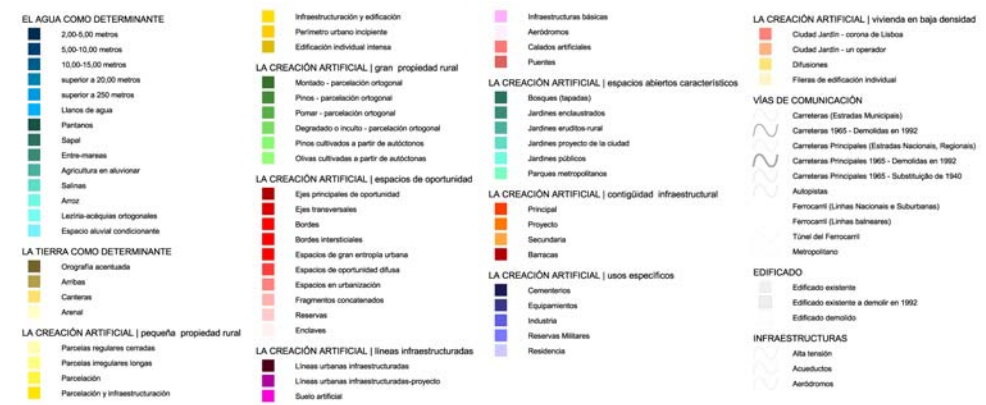 EL AGUA COMO DETERMINANTE
2,00-5,00 metros
5,00-10,00 metros
10,00-15,00 metros
superior a 20,00 metros
superior a 250 metros
Llanos de agua
Pantanos
Sapal
Entre-mareas
Agricultura en aluvionar
Salinas
Arroz
Lezíria-acéquias ortogonales
Espacio aluvial condicionante
LA TIERRA COMO DETERMINANTE
Orografía acentuada
Arribas
Canteras
Arenal
LA CREACIÓN ARTIFICIAL | pequeña propiedad rural
Parcelas regulares cerradas
Parcelas irregulares longas
Parcelación
Parcelación y infraestructuración
Infraestructuración y edificación
Perímetro urbano incipiente
Edificación individual intensa
LA CREACIÓN ARTIFICIAL | gran propiedad rural
Montado - parcelación ortogonal
Pinos - parcelación ortogonal
Pomar - parcelación ortogonal
Degradado o inculto - parcelación ortogonal
Pinos cultivados a partir de autóctonos
Olivas cultivadas a partir de autóctonas
LA CREACIÓN ARTIFICIAL | espacios de oportunidad
Ejes principales de oportunidad
Ejes transversales
Bordes
Bordes intersticiales
Espacios de gran entropía urbana
Espacios de oportunidad difusa
Espacios en urbanización
Fragmentos concatenados
Reservas
Enclaves
LA CREACIÓN ARTIFICIAL | líneas infraestructuradas
Líneas urbanas infraestructuradas
Líneas urbanas infraestructuradas-proyecto
Suelo artificial
Infraestructuras básicas
Aeródromos
Calados artificiales
Puentes
LA CREACIÓN ARTIFICIAL | espacios abiertos característicos
Bosques (tapadas)
Jardines enclaustrados
Jardines eruditos-rural
Jardines proyecto de la ciudad
Jardines públicos
Parques metropolitanos
LA CREACIÓN ARTIFICIAL | contigüidad infraestructural
Principal
Proyecto
Secundaria
Barracas
LA CREACIÓN ARTIFICIAL | usos específicos
Cementerios
Equipamientos
Industria
Reservas Militares
Residencia
LA CREACIÓN ARTIFICIAL | vivienda en baja densidad
Ciudad Jardín - corona de Lisboa
Ciudad Jardín - un operador
Difusiones
Fileras de edificación individual
VÍAS DE COMUNICACIÓN
Carreteras (Estradas Municipais)
Carreteras 1965 - Demolidas en 1992
Carreteras Principales (Estradas Nacionais, Regionais)
Carreteras Principales 1965 - Demolidas en 1992
Carreteras Principales 1965 - Substituição de 1940
Autopistas
Ferrocarril (Linhas Nacionais e Suburbanas)
Ferrocarril (Linhas balneares)
Túnel del Ferrocarril
Metropolitano
EDIFICADO
Edificado existente
Edificado existente a demolir en 1992
Edificado demolido
INFRAESTRUCTURAS
Alta tensión
Acueductos
Aeródromos